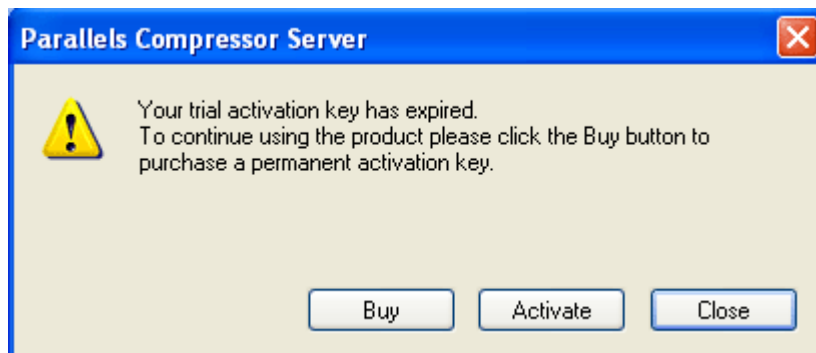 Parallels Compressor Server
Your trial activation key has expired.
To continue using the product please click the Buy button to
purchase a permanent activation key.
Buy Activate Close